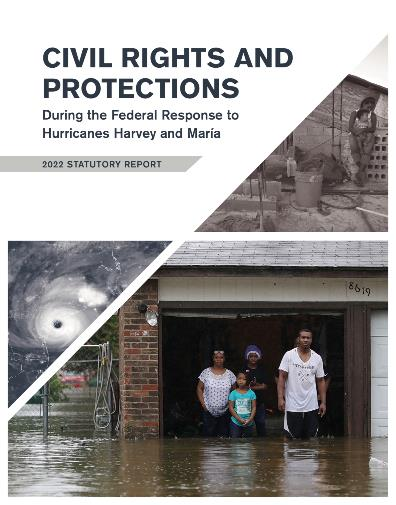 CIVIL RIGHTS AND
PROTECTIONS
During the Federal Response to
Hurricanes Harvey and María
2022 STATUTORY REPORT
8619